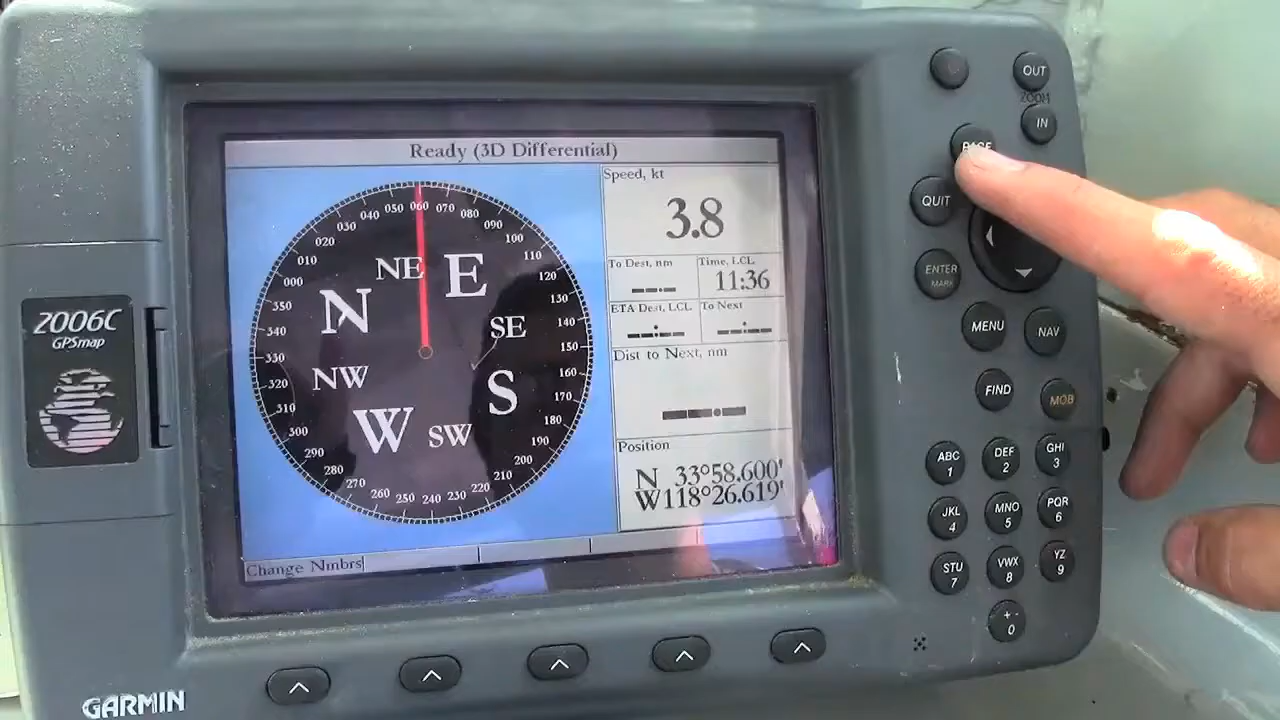 Ready (3D Differential)
Speed, kt
3.8
To Dest, nm
Time, LCL
11:36
ETA Dest, LCL
To Next
Dist to Next, nm
Position
N 33°58.600'
W118°26.619'
Change Nmbrs
000
010
020
030
040
050
060
070
080
090
100
110
120
130
140
150
160
170
180
190
200
210
220
230
240
250
260
270
280
290
300
310
320
330
340
350
N
NE
E
SE
S
SW
W
NW
2006C
GPSmap
GARMIN
OUT
ZOOM
IN
PAGE
QUIT
ENTER
MARK
MENU
NAV
FIND
MOB
ABC
1
DEF
2
GHI
3
JKL
4
MNO
5
PQR
6
STU
7
VWX
8
YZ
9
+-
0